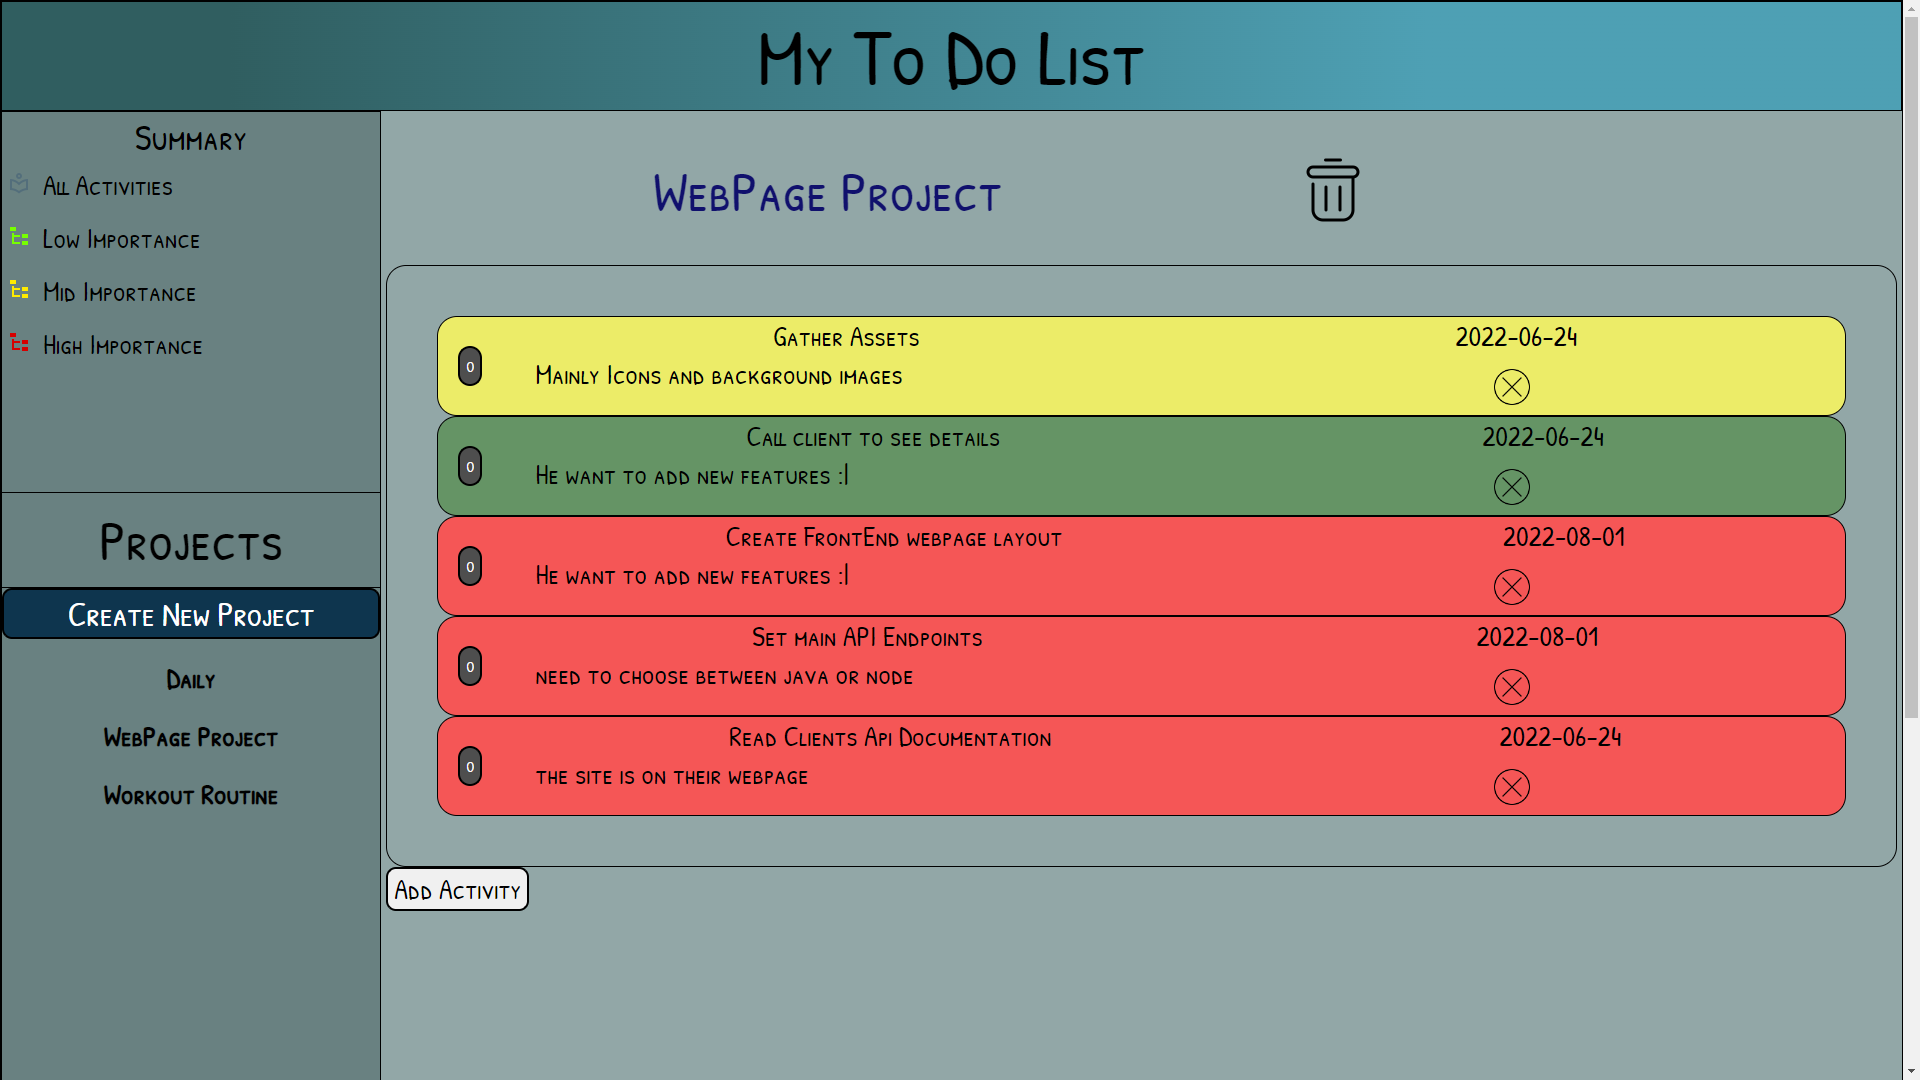 My To Do List
Summary
All Activities
Low Importance
Mid Importance
High Importance
Projects
Create New Project
Daily
WebPage Project
Workout Routine
WebPage Project
0
Gather Assets
2022-06-24
Mainly Icons and background images
0
Call client to see details
2022-06-24
He want to add new features :|
0
Create FrontEnd webpage layout
2022-08-01
He want to add new features :|
0
Set main API Endpoints
2022-08-01
need to choose between java or node
0
Read Clients Api Documentation
2022-06-24
the site is on their webpage
Add Activity